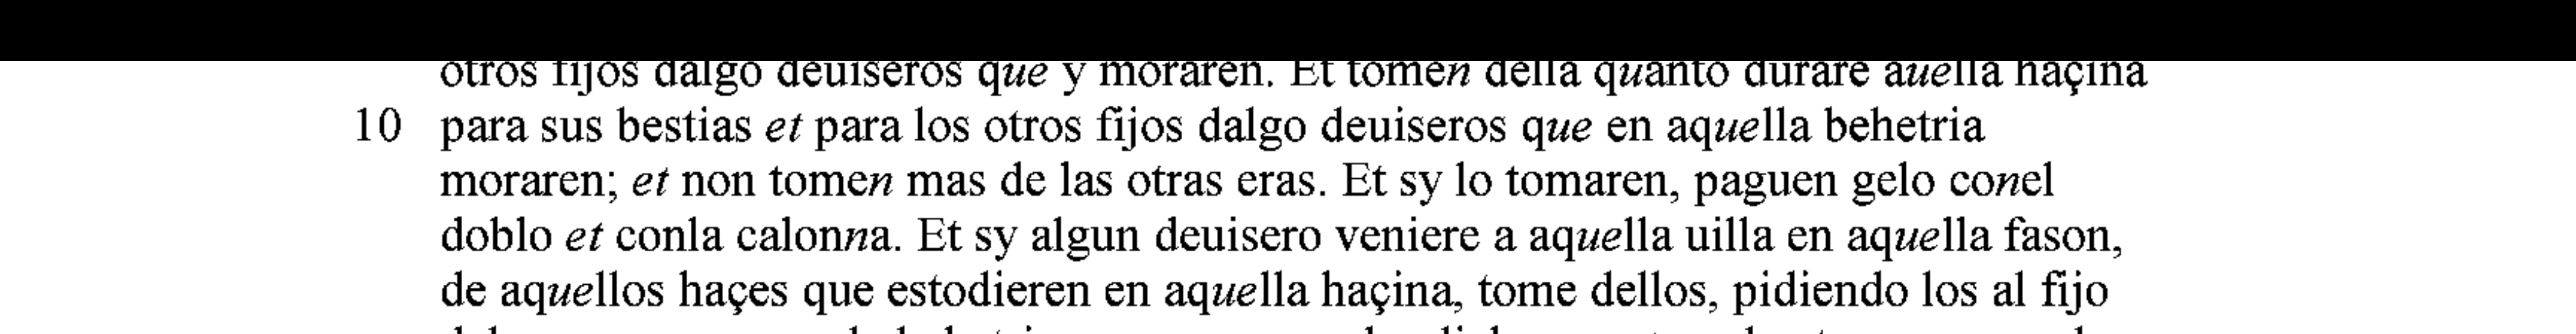 otros fijos dalgo deuiseros que y moraren. Et tomen della quanto durare auella haçina
10 para sus bestias et para los otros fijos dalgo deuiseros que en aquella behetria
moraren; et non tomen mas de las otras eras. Et sy lo tomaren, paguen gelo conel
doblo et conla calonna. Et sy algun deuisero veniere a aquella uilla en aquella fason,
de aquellos haçes que estodieren en aquella haçina, tome dellos, pidiendo los al fijo